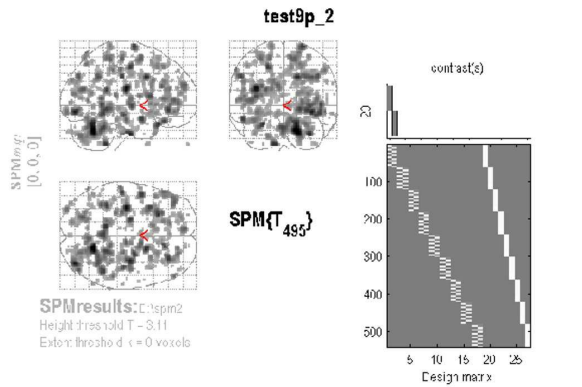 test9p_2
contrast(s)
20
SPMmip
[0, 0, 0]
<
<
<
SPM{T495}
SPMresults:
Height threshold T = 3.11
Extent threshold k = 0 voxels
100
200
300
400
500
5 10 15 20 25
Design matrix